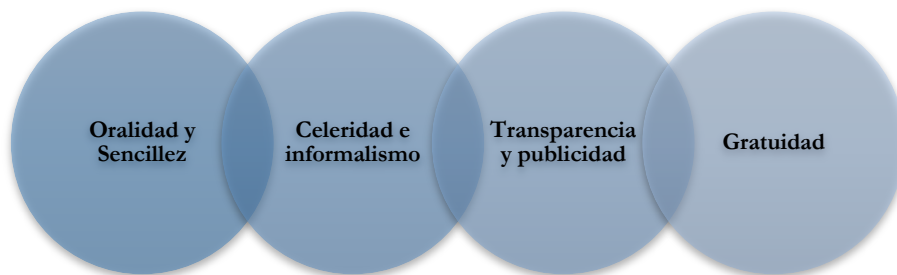 Oralidad y
Sencillez
Celeridad e
informalismo
Transparencia
y publicidad
Gratuidad